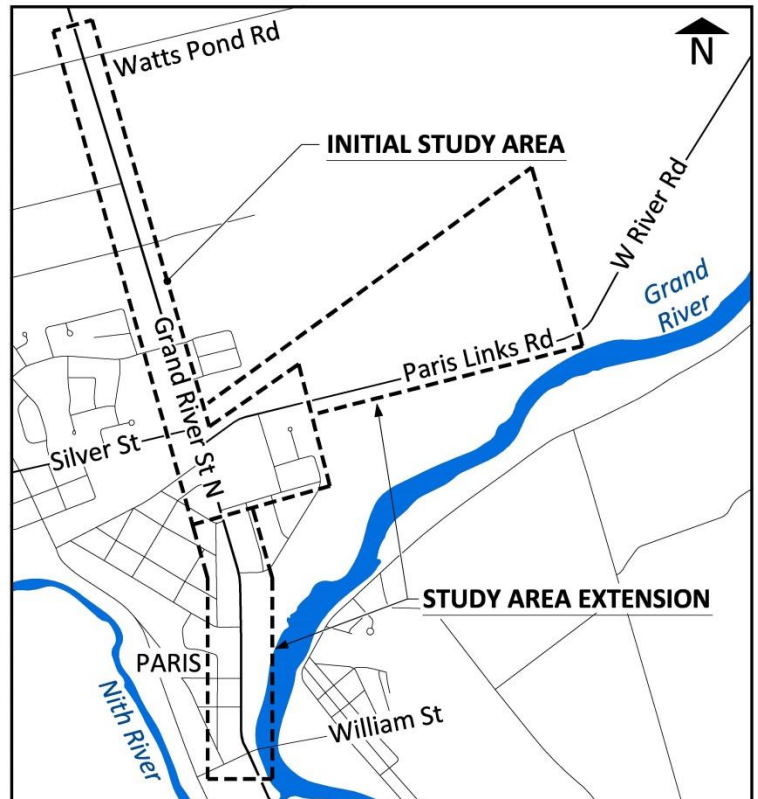 Watts Pond Rd
N
INITIAL STUDY AREA
W River Rd
Grand
River
Grand River St N
Paris Links Rd
Silver St
STUDY AREA EXTENSION
PARIS
Nith River
William St